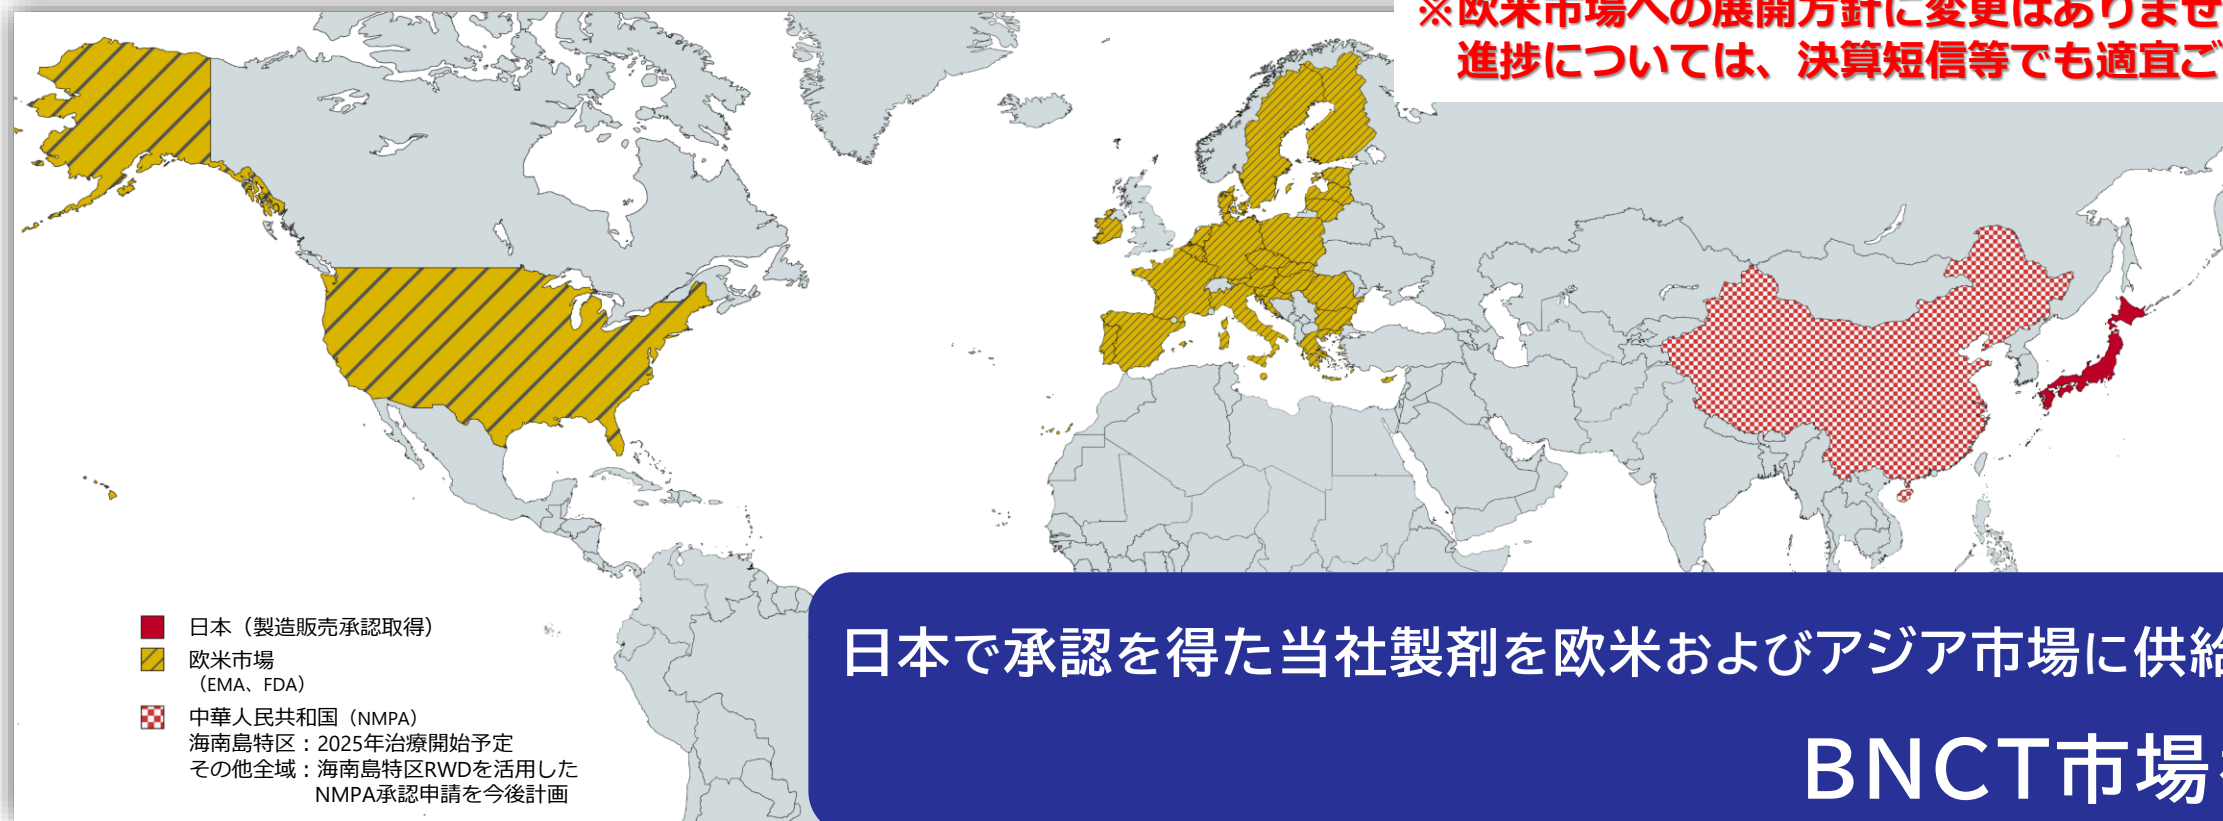 ※欧米市場への展開方針に変更はありませ
進捗については、決算短信等でも適宜ご
日本（製造販売承認取得）
欧米市場
（EMA、FDA）
中華人民共和国（NMPA）
海南島特区：2025年治療開始予定
その他全域：海南島特区RWDを活用した
NMPA承認申請を今後計画
日本で承認を得た当社製剤を欧米およびアジア市場に供給
BNCT市場